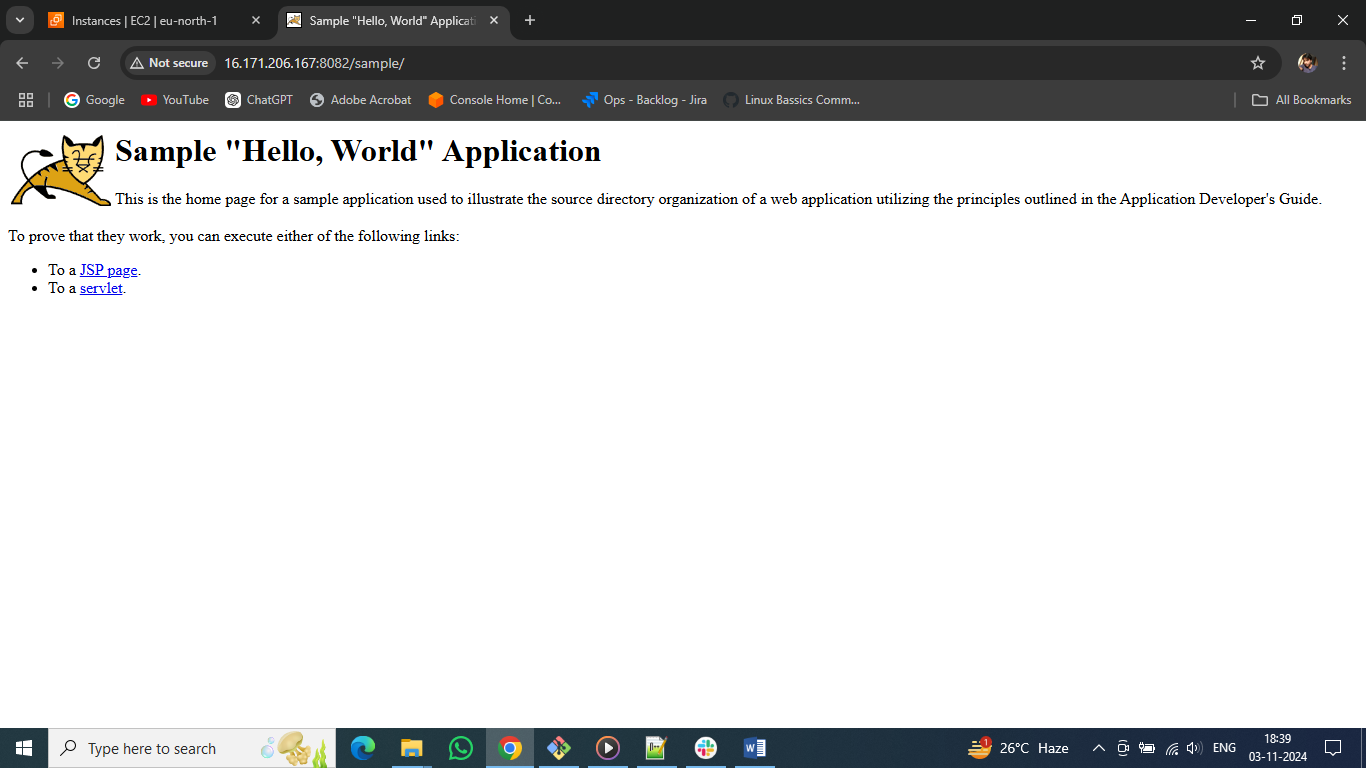 Instances | EC2 | eu-north-1
Sample "Hello, World" Applicati
Not secure
16.171.206.167:8082/sample/
Google
YouTube
ChatGPT
Adobe Acrobat
Console Home | Co...
Ops - Backlog - Jira
Linux Bassics Comm...
All Bookmarks
Sample "Hello, World" Application
This is the home page for a sample application used to illustrate the source directory organization of a web application utilizing the principles outlined in the Application Developer's Guide.
To prove that they work, you can execute either of the following links:
• To a JSP page.
• To a servlet.
Type here to search
1
26°C Haze
ENG
18:39
03-11-2024